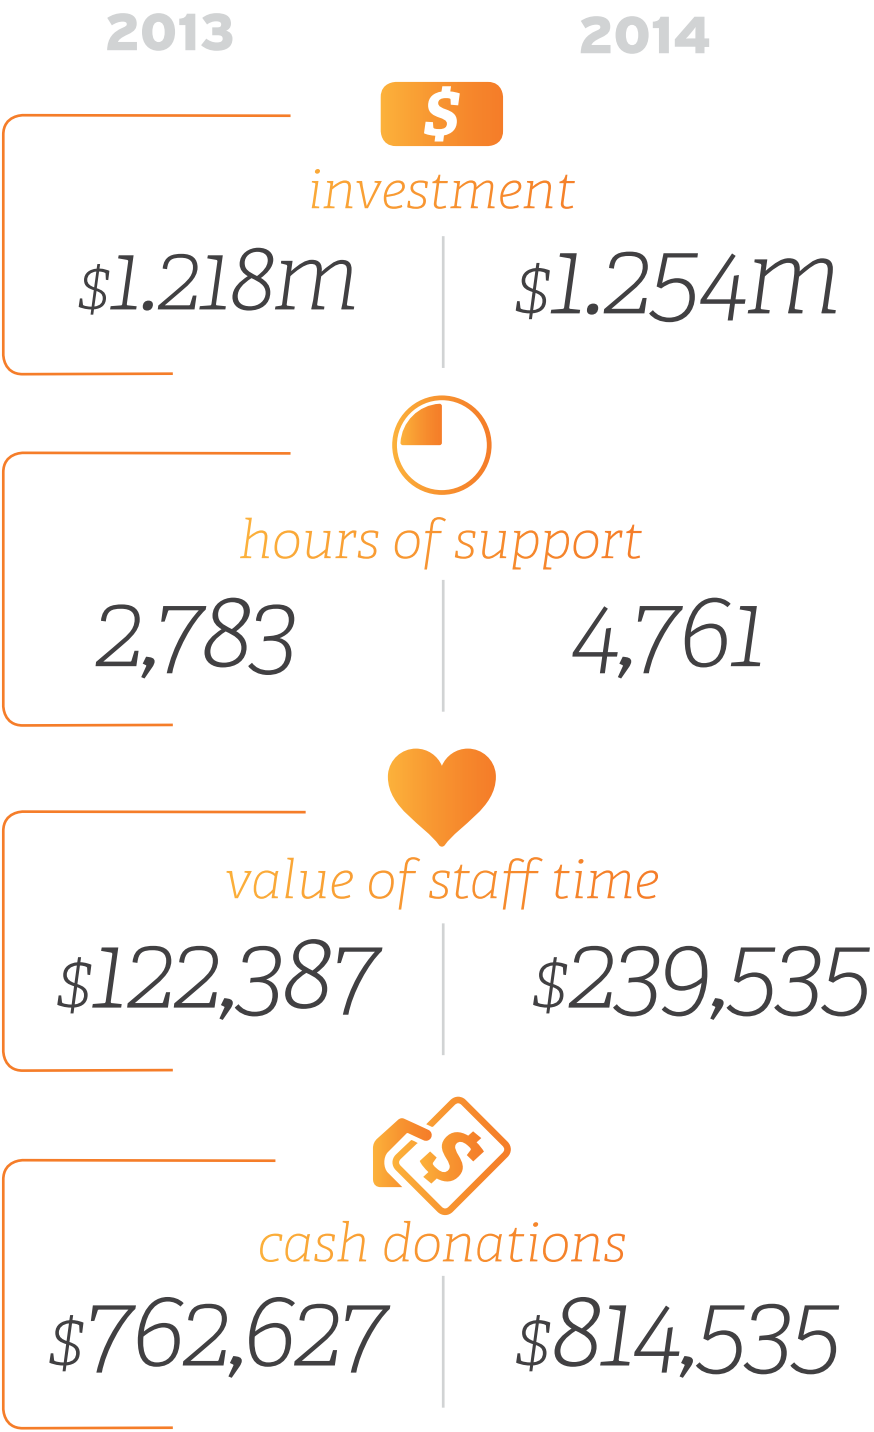 2013 2014
$
investment
$1.218m $1.254m
hours of support
2,783 4,761
value of staff time
$122,387 $239,535
$
cash donations
$762,627 $814,535